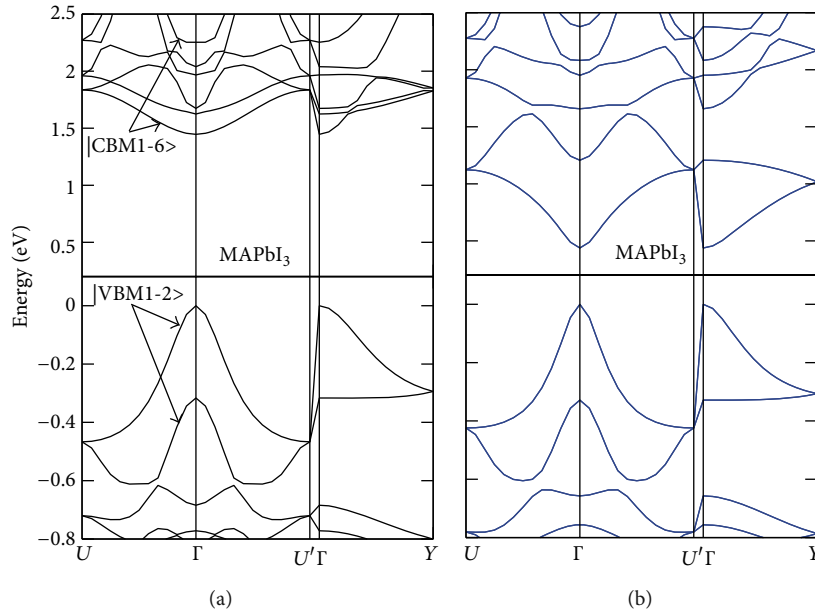 2.5
2
1.5
1
0.5
0
−0.2
−0.4
−0.6
−0.8
Energy (eV)
|CBM1-6>
MAPbI₃
|VBM1-2>
U Γ U′Γ Y
(a)
MAPbI₃
U Γ U′Γ Y
(b)